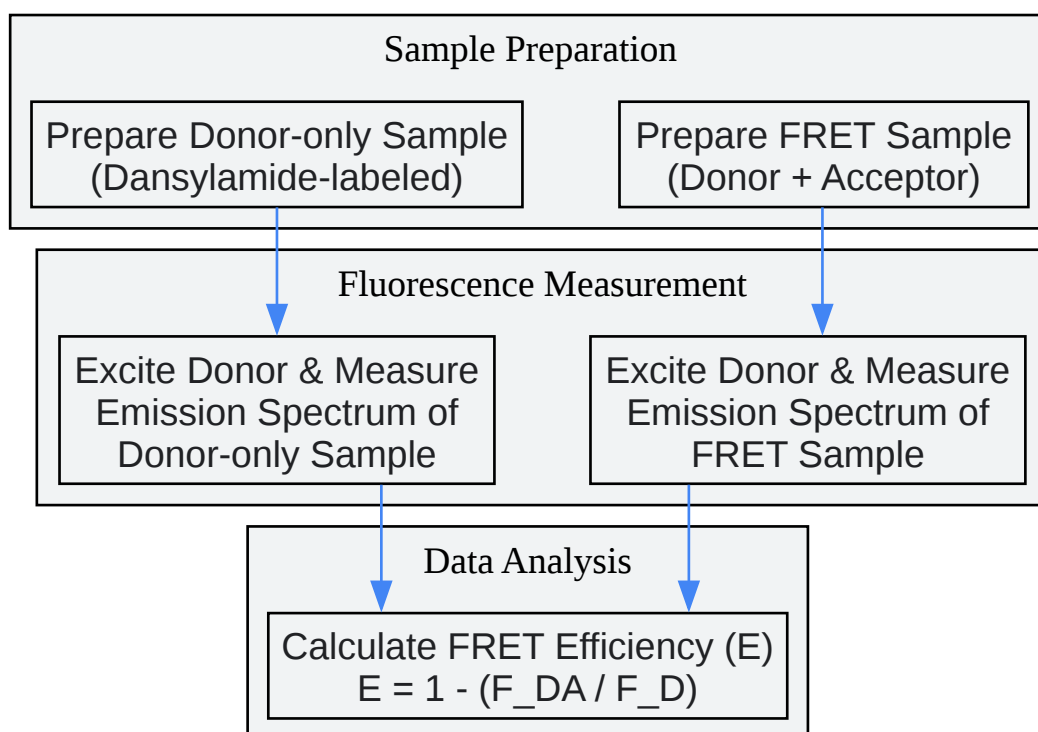 Sample Preparation
Prepare Donor-only Sample
(Dansylamide-labeled)
Prepare FRET Sample
(Donor + Acceptor)
Fluorescence Measurement
Excite Donor & Measure
Emission Spectrum of
Donor-only Sample
Excite Donor & Measure
Emission Spectrum of
FRET Sample
Data Analysis
Calculate FRET Efficiency (E)
E = 1 - (F_DA / F_D)